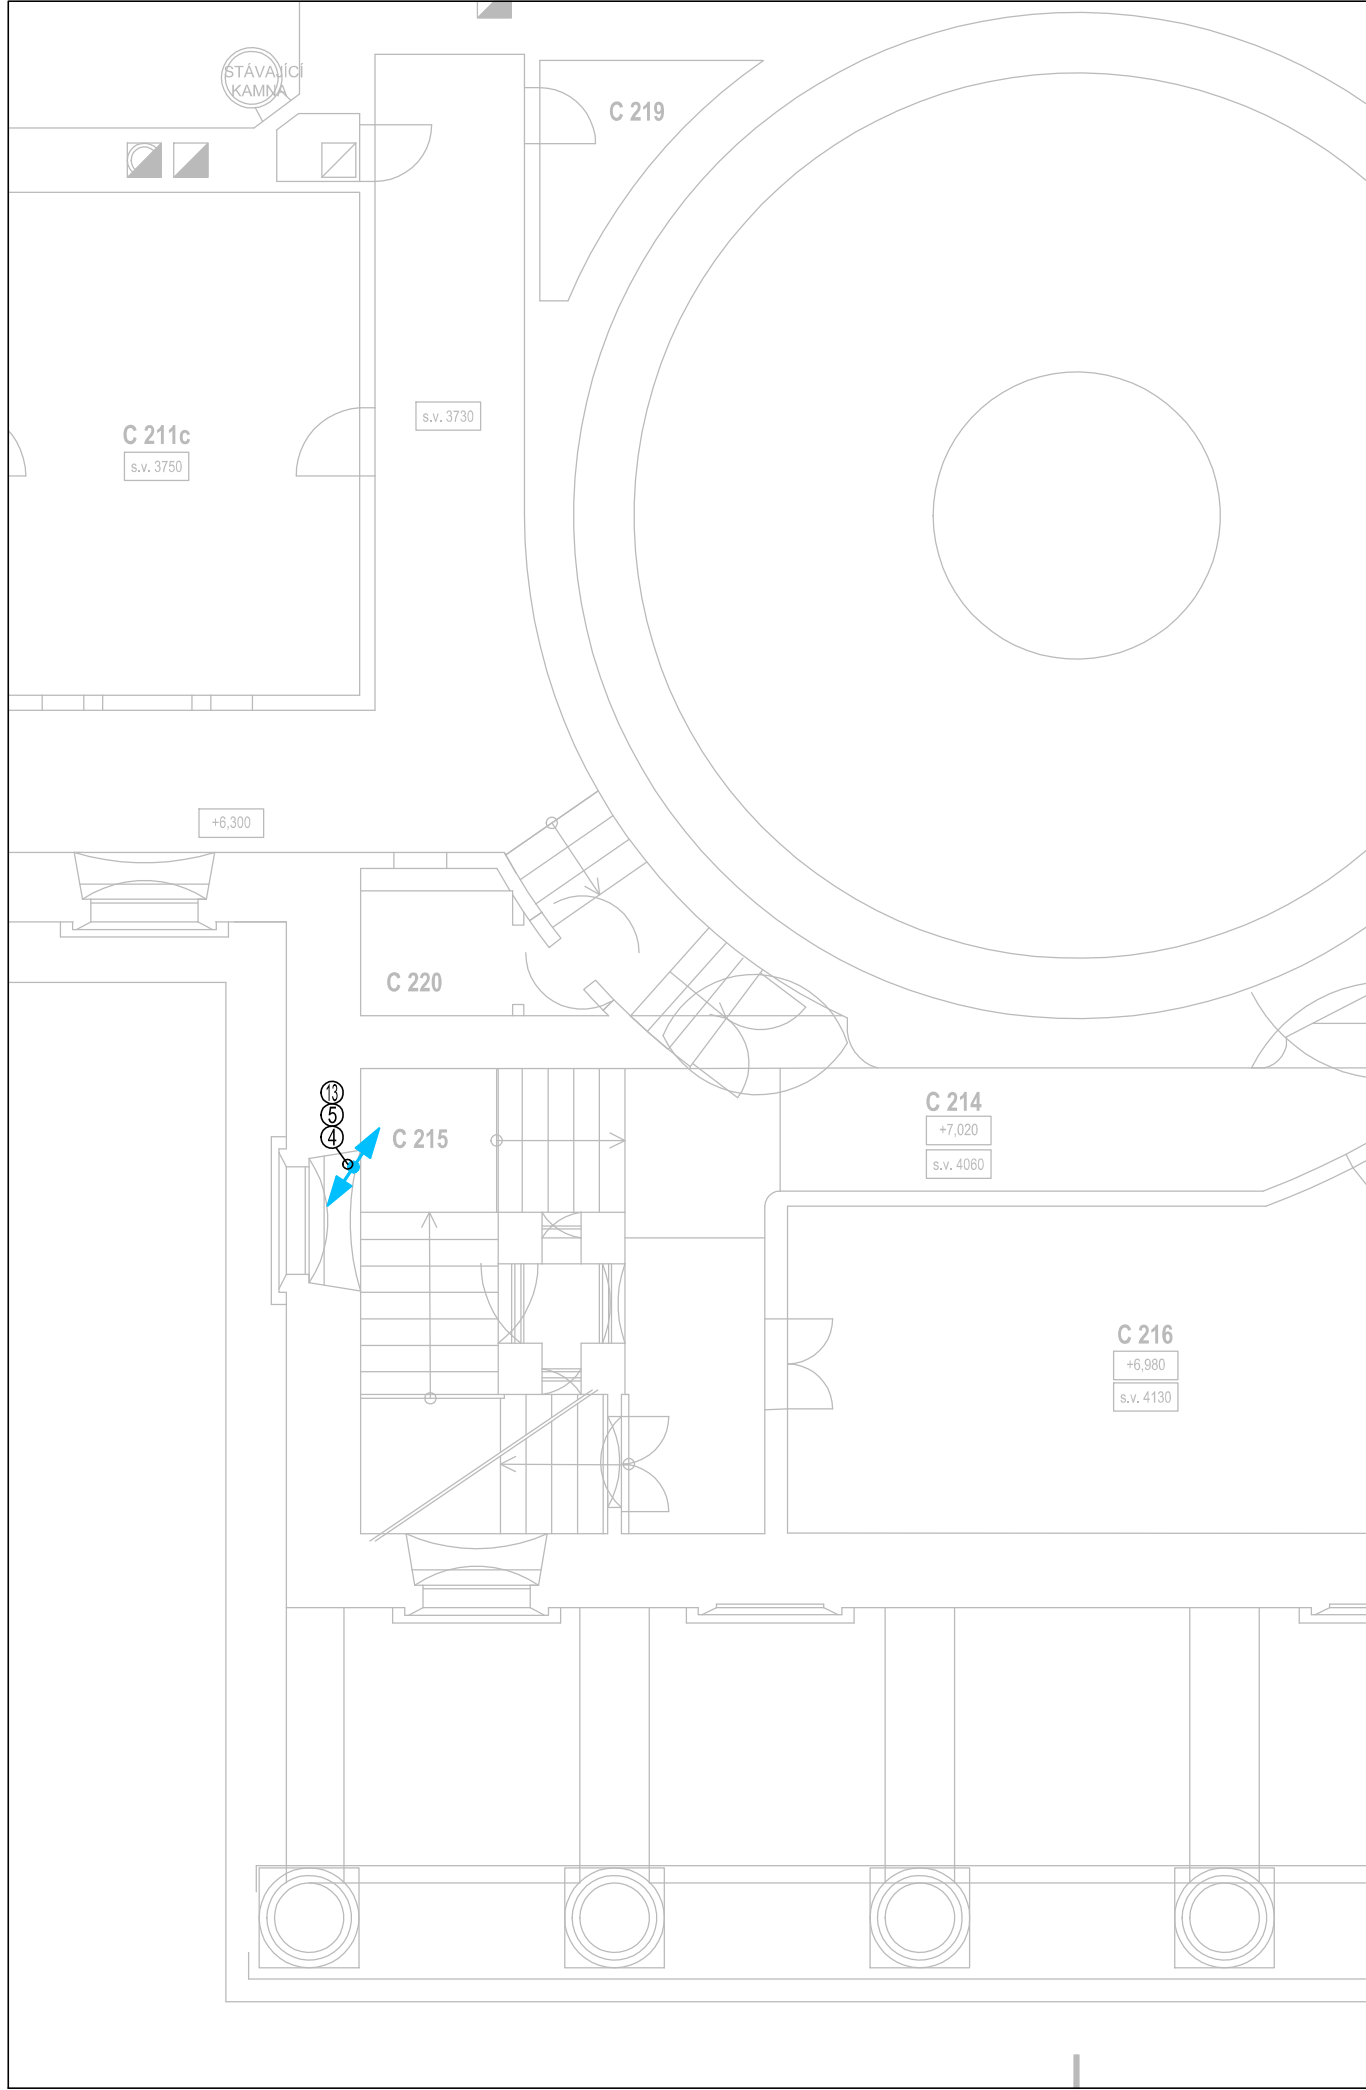 STÁVAJÍCÍ
KAMNA
C 219
s.v. 3730
C 211c
s.v. 3750
+6,300
C 220
13
5
4
C 215
C 214
+7,020
s.v. 4060
C 216
+6,980
s.v. 4130